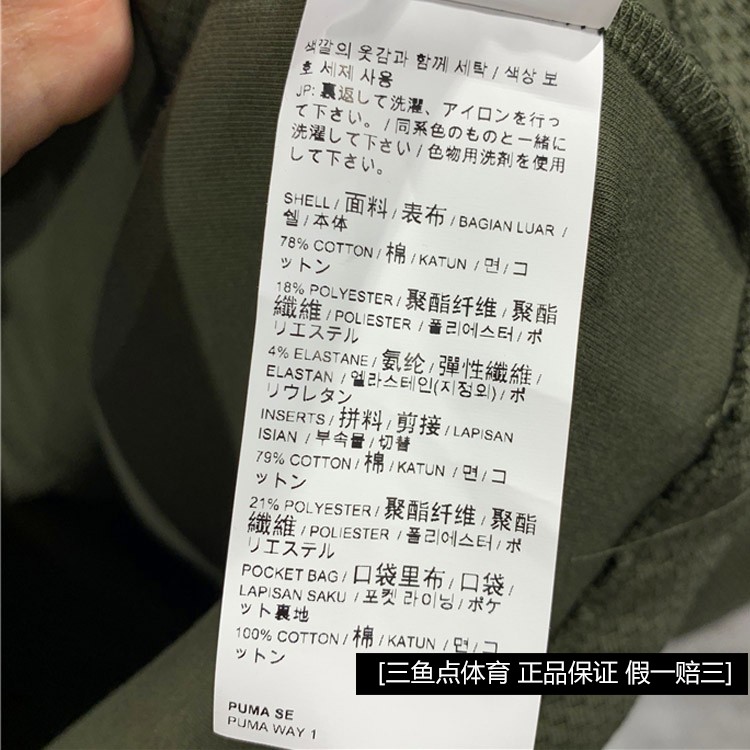 색깔의 옷감과 함께 세탁 / 색상 보
호 세제 사용
JP: 裏返して洗濯、アイロンを行っ
て下さい。/ 同系色のものと一緒に
洗濯して下さい / 色物用洗剤を使用
して下さい。
SHELL / 面料 / 表布 / BAGIAN LUAR /
쉘 / 本体
78% COTTON / 棉 / KATUN / 면 / コ
ットン
18% POLYESTER / 聚酯纤维 / 聚酯
纖維 / POLIESTER / 폴리에스터 / ポ
リエステル
4% ELASTANE / 氨纶 / 彈性纖維 /
ELASTAN / 엘라스테인(지정외) / ポ
リウレタン
INSERTS / 拼料 / 剪接 / LAPISAN
ISIAN / 부속물 / 切替
79% COTTON / 棉 / KATUN / 면 / コ
ットン
21% POLYESTER / 聚酯纤维 / 聚酯
纖維 / POLIESTER / 폴리에스터 / ポ
リエステル
POCKET BAG / 口袋里布 / 口袋 /
LAPISAN SAKU / 포켓 라이닝 / ポケ
ット裏地
100% COTTON / 棉 / KATUN / 면 / コ
ットン
PUMA SE
PUMA WAY 1
[三鱼点体育 正品保证 假一赔三]